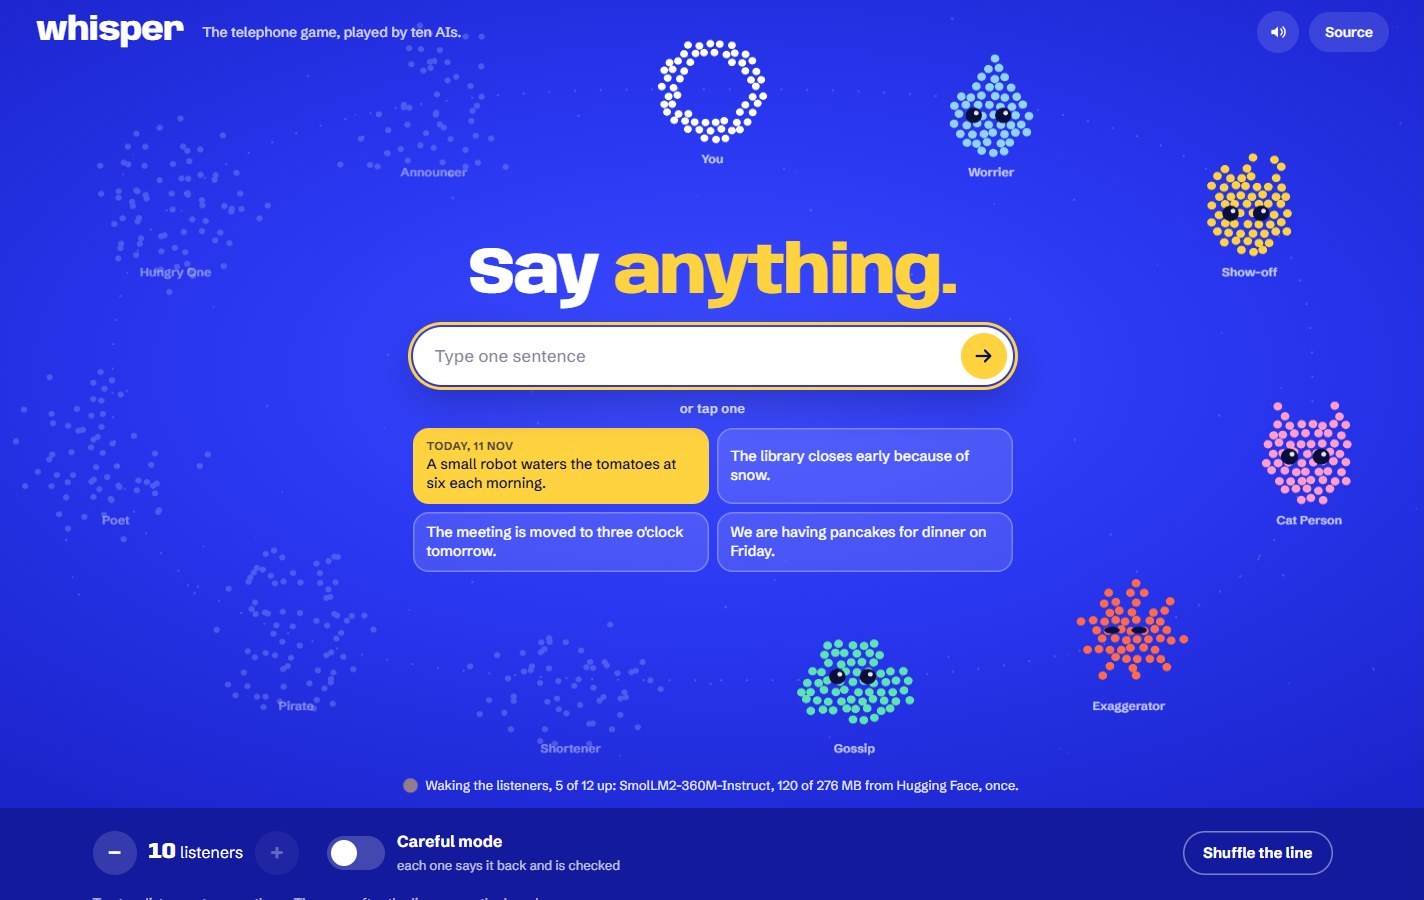 whisper
The telephone game, played by ten AIs.
Source
You
Worrier
Announcer
Show-off
Hungry One
Say anything.
Type one sentence
or tap one
TODAY, 11 NOV
A small robot waters the tomatoes at
six each morning.
The library closes early because of
snow.
The meeting is moved to three o'clock
tomorrow.
We are having pancakes for dinner on
Friday.
Poet
Cat Person
Pirate
Exaggerator
Shortener
Gossip
Waking the listeners, 5 of 12 up: SmolLM2-360M-Instruct, 120 of 276 MB from Hugging Face, once.
10 listeners
Careful mode
each one says it back and is checked
Shuffle the line